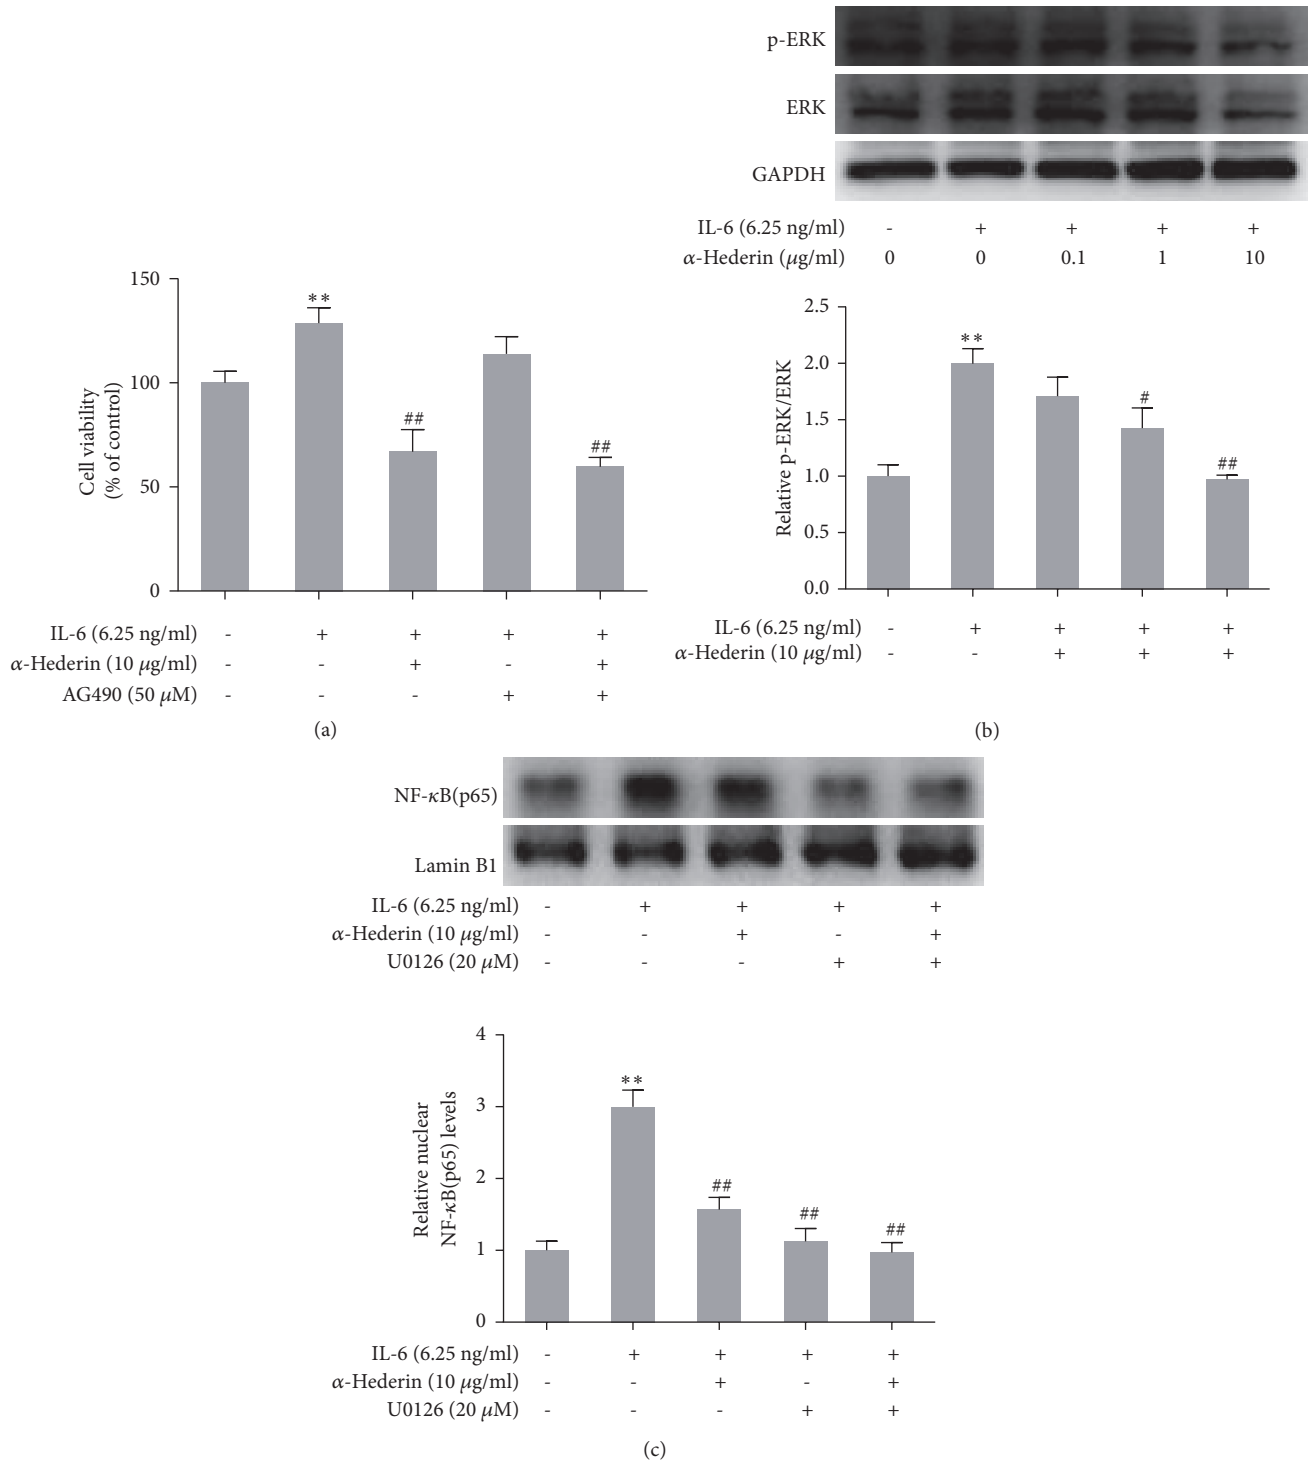 150
100
50
0
Cell viability
(% of control)
**
##
##
IL-6 (6.25 ng/ml) - + + + +
α-Hederin (10 μg/ml) - - + - +
AG490 (50 μM) - - - + +
(a)
p-ERK
ERK
GAPDH
IL-6 (6.25 ng/ml) - + + + +
α-Hederin (μg/ml) 0 0 0.1 1 10
2.5
2.0
1.5
1.0
0.5
0.0
Relative p-ERK/ERK
**
#
##
IL-6 (6.25 ng/ml) - + + + +
α-Hederin (10 μg/ml) - - + + +
(b)
NF-κB(p65)
Lamin B1
IL-6 (6.25 ng/ml) - + + + +
α-Hederin (10 μg/ml) - - + - +
U0126 (20 μM) - - - + +
4
3
2
1
0
Relative nuclear
NF-κB(p65) levels
**
##
##
##
IL-6 (6.25 ng/ml) - + + + +
α-Hederin (10 μg/ml) - - + - +
U0126 (20 μM) - - - + +
(c)